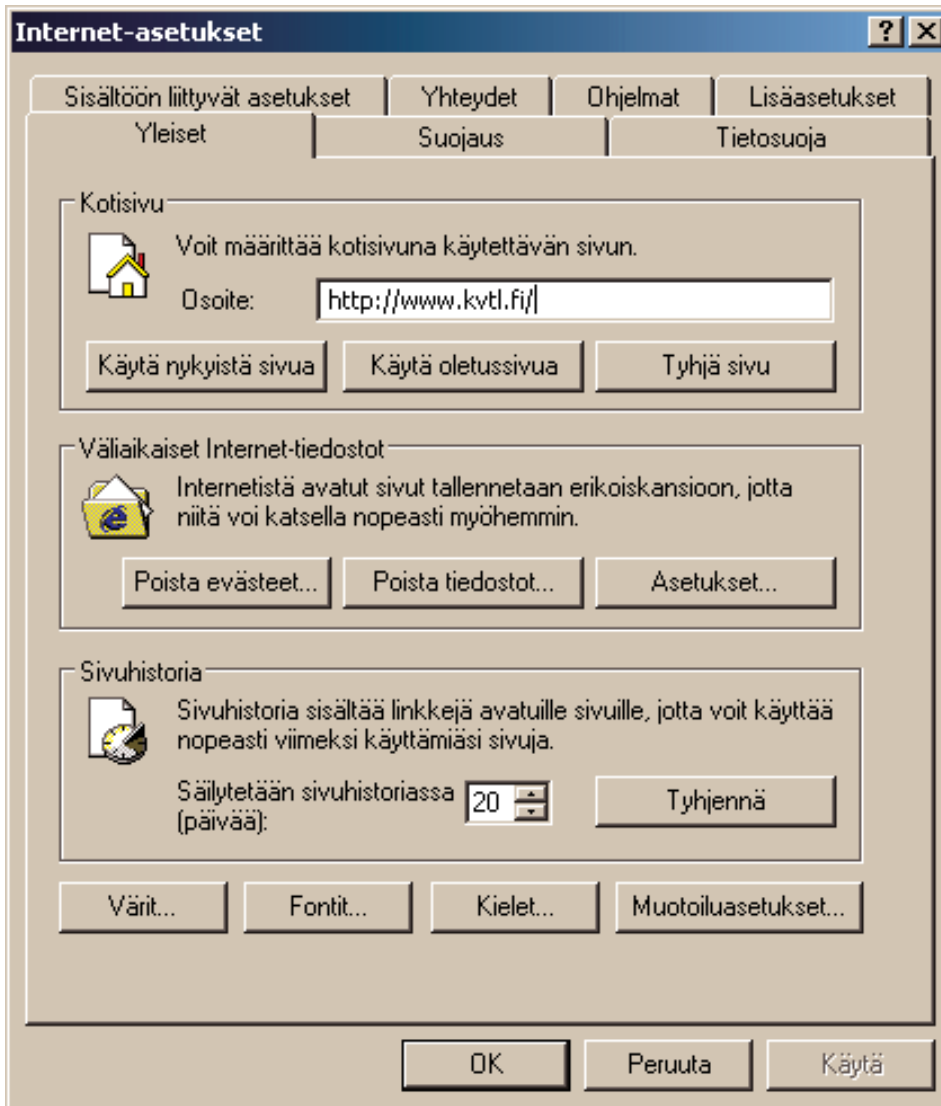 Internet-asetukset
Sisältöön liittyvät asetukset Yhteydet Ohjelmat Lisäasetukset
Yleiset Suojaus Tietosuoja
Kotisivu
Voit määrittää kotisivuna käytettävän sivun.
Osoite: http://www.kvtl.fi/
Käytä nykyistä sivua Käytä oletussivua Tyhjä sivu
Väliaikaiset Internet-tiedostot
Internetistä avatut sivut tallennetaan erikoiskansioon, jotta
niitä voi katsella nopeasti myöhemmin.
Poista evästeet... Poista tiedostot... Asetukset...
Sivuhistoria
Sivuhistoria sisältää linkkejä avatuille sivuille, jotta voit käyttää
nopeasti viimeksi käyttämiäsi sivuja.
Säilytetään sivuhistoriassa 20 Tyhjennä
(päivää):
Värit... Fontit... Kielet... Muotoiluasetukset...
OK Peruuta Käytä